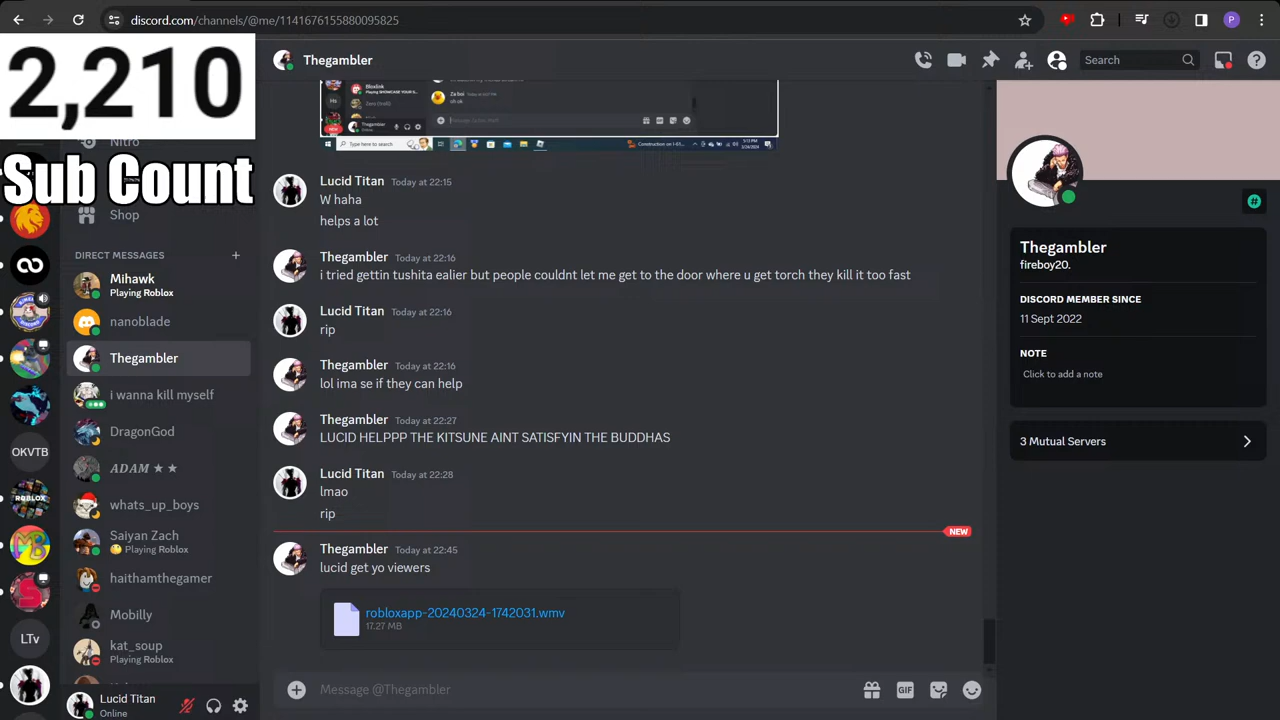 discord.com/channels/@me/1141676155880095825
P
2,210
Sub Count
Thegambler
Search
Nitro
Shop
DIRECT MESSAGES
Mihawk
Playing Roblox
nanoblade
Thegambler
i wanna kill myself
DragonGod
ADAM ★ ★
whats_up_boys
Saiyan Zach
Playing Roblox
haithamthegamer
Mobilly
kat_soup
Playing Roblox
OKVTB
ROBLOX
LTv
Lucid Titan
Online
Bloxlink
Thegambler
Type here to search
Lucid Titan Today at 22:15
W haha
helps a lot
Thegambler Today at 22:16
i tried gettin tushita ealier but people couldnt let me get to the door where u get torch they kill it too fast
Lucid Titan Today at 22:16
rip
Thegambler Today at 22:16
lol ima se if they can help
Thegambler Today at 22:27
LUCID HELPPP THE KITSUNE AINT SATISFYIN THE BUDDHAS
Lucid Titan Today at 22:28
lmao
rip
NEW
Thegambler Today at 22:45
lucid get yo viewers
robloxapp-20240324-1742031.wmv
17.27 MB
Message @Thegambler
GIF
Thegambler
fireboy20.
DISCORD MEMBER SINCE
11 Sept 2022
NOTE
Click to add a note
3 Mutual Servers